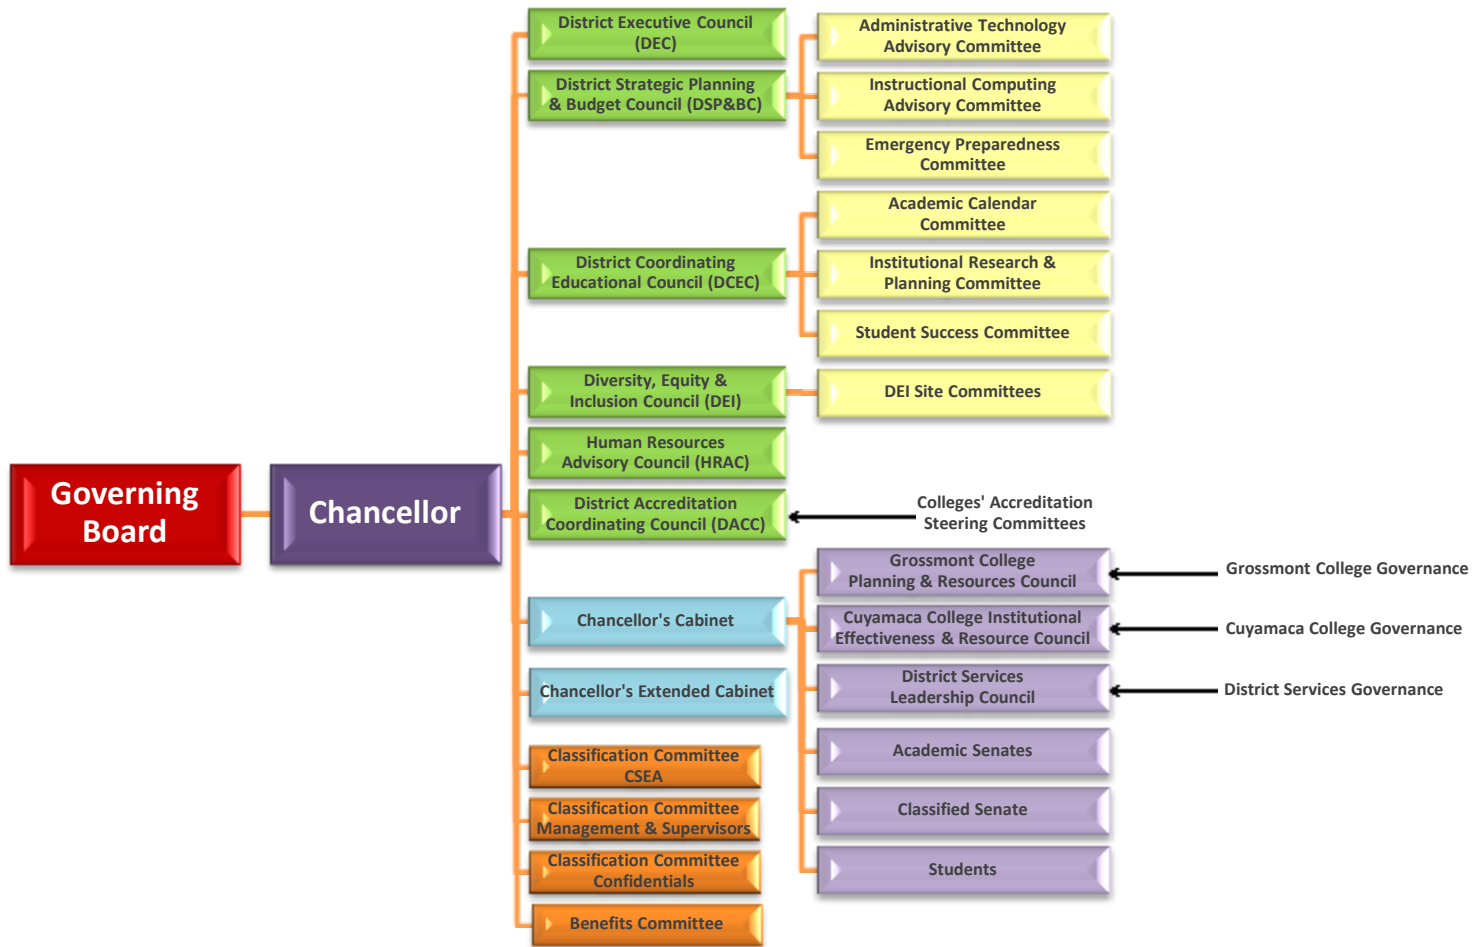 Governing
Board
Chancellor
District Executive Council
(DEC)
District Strategic Planning
& Budget Council (DSP&BC)
Administrative Technology
Advisory Committee
Instructional Computing
Advisory Committee
Emergency Preparedness
Committee
District Coordinating
Educational Council (DCEC)
Academic Calendar
Committee
Institutional Research &
Planning Committee
Student Success Committee
Diversity, Equity &
Inclusion Council (DEI)
DEI Site Committees
Human Resources
Advisory Council (HRAC)
District Accreditation
Coordinating Council (DACC)
Colleges' Accreditation
Steering Committees
Chancellor's Cabinet
Grossmont College
Planning & Resources Council
Grossmont College Governance
Cuyamaca College Institutional
Effectiveness & Resource Council
Cuyamaca College Governance
District Services
Leadership Council
District Services Governance
Academic Senates
Classified Senate
Students
Chancellor's Extended Cabinet
Classification Committee
CSEA
Classification Committee
Management & Supervisors
Classification Committee
Confidentials
Benefits Committee